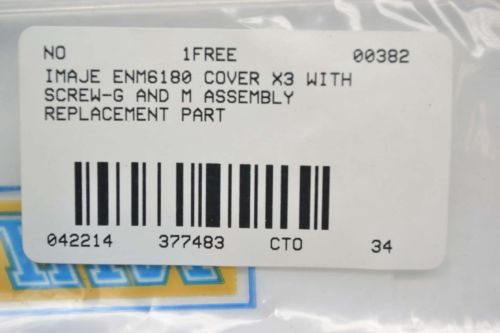 NO 1FREE 00382
IMAJE ENM6180 COVER X3 WITH
SCREW-G AND M ASSEMBLY
REPLACEMENT PART
042214 377483 CTO 34